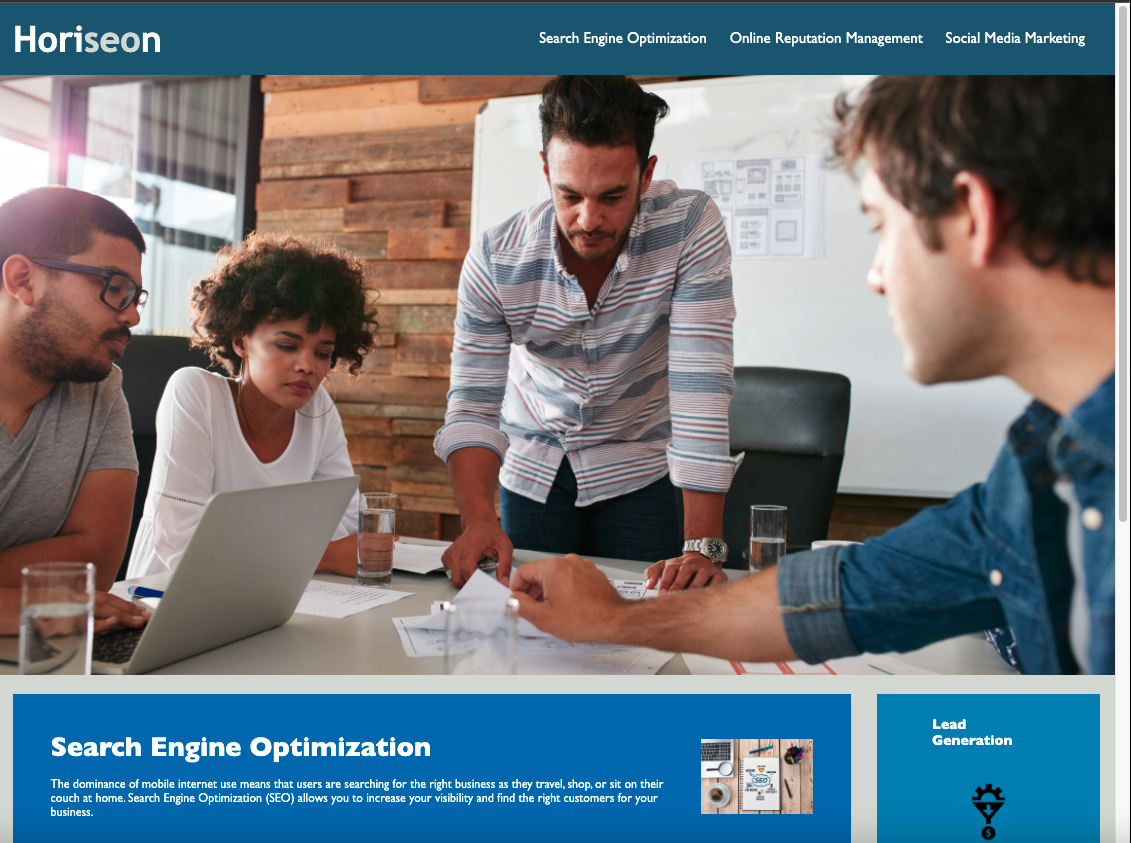 Horiseon
Search Engine Optimization Online Reputation Management Social Media Marketing
Search Engine Optimization
The dominance of mobile internet use means that users are searching for the right business as they travel, shop, or sit on their
couch at home. Search Engine Optimization (SEO) allows you to increase your visibility and find the right customers for your
business.
SEO
Lead
Generation
$